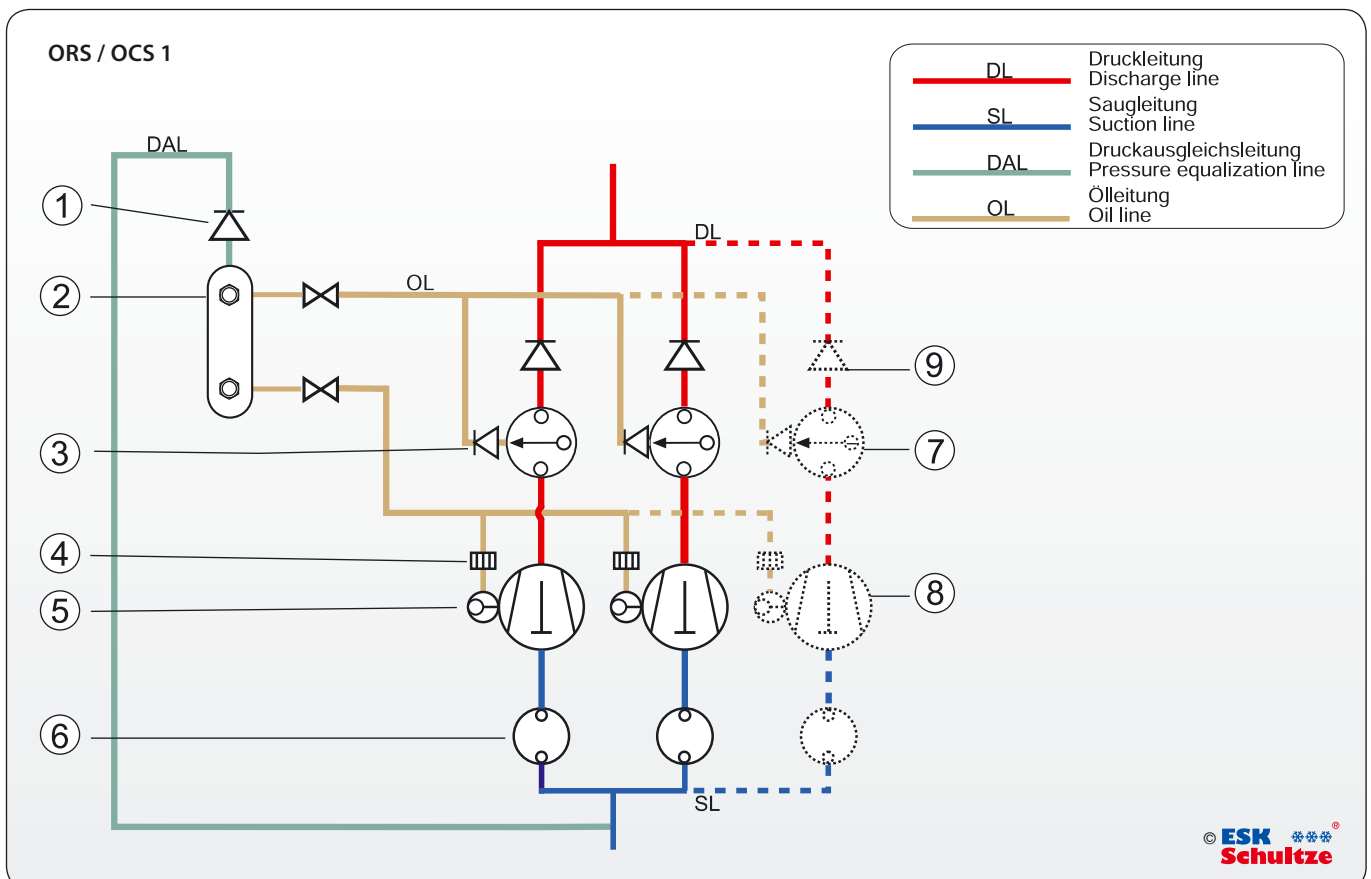 ORS / OCS 1
DL
Druckleitung
Discharge line
SL
Saugleitung
Suction line
DAL
Druckausgleichsleitung
Pressure equalization line
OL
Ölleitung
Oil line
DAL
1
DL
2
OL
9
3
7
4
5
8
6
SL
© ESK ®
Schultze